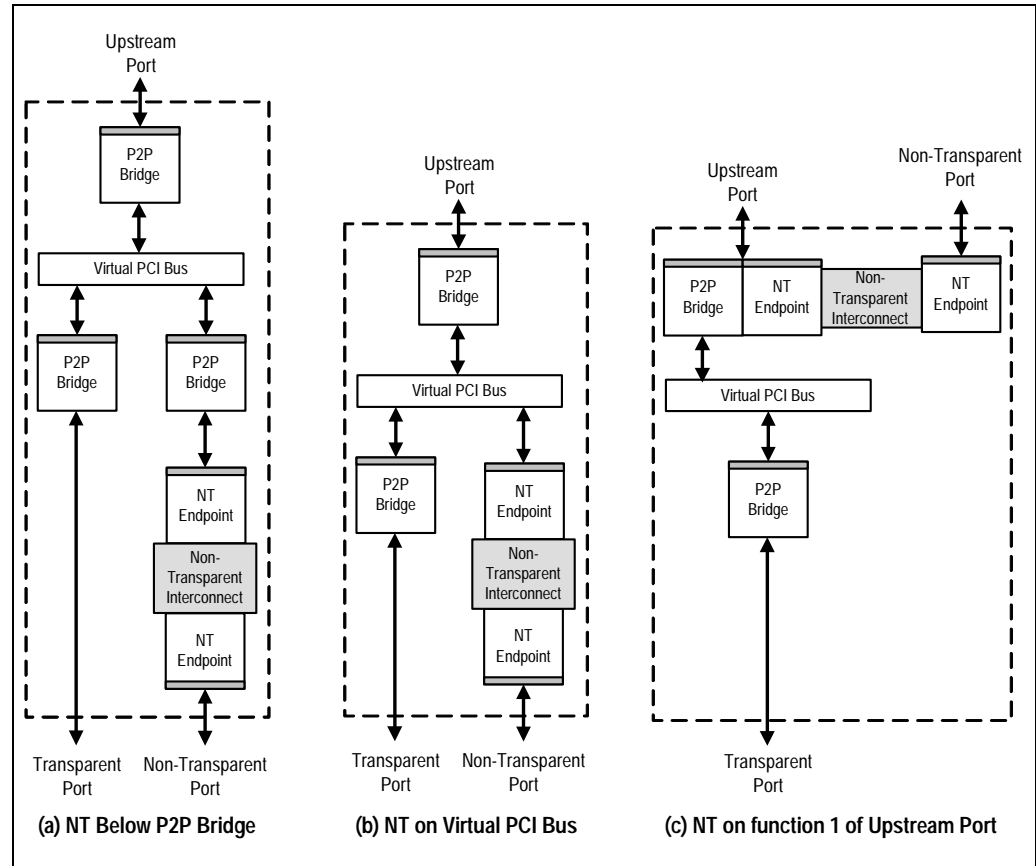 Upstream
Port
P2P
Bridge
Virtual PCI Bus
P2P
Bridge
P2P
Bridge
NT
Endpoint
Non-
Transparent
Interconnect
NT
Endpoint
Transparent
Port
Non-Transparent
Port
(a) NT Below P2P Bridge
Upstream
Port
P2P
Bridge
Virtual PCI Bus
P2P
Bridge
NT
Endpoint
Non-
Transparent
Interconnect
NT
Endpoint
Transparent
Port
Non-Transparent
Port
(b) NT on Virtual PCI Bus
Upstream
Port
Non-Transparent
Port
P2P
Bridge
NT
Endpoint
Non-
Transparent
Interconnect
NT
Endpoint
Virtual PCI Bus
P2P
Bridge
Transparent
Port
(c) NT on function 1 of Upstream Port